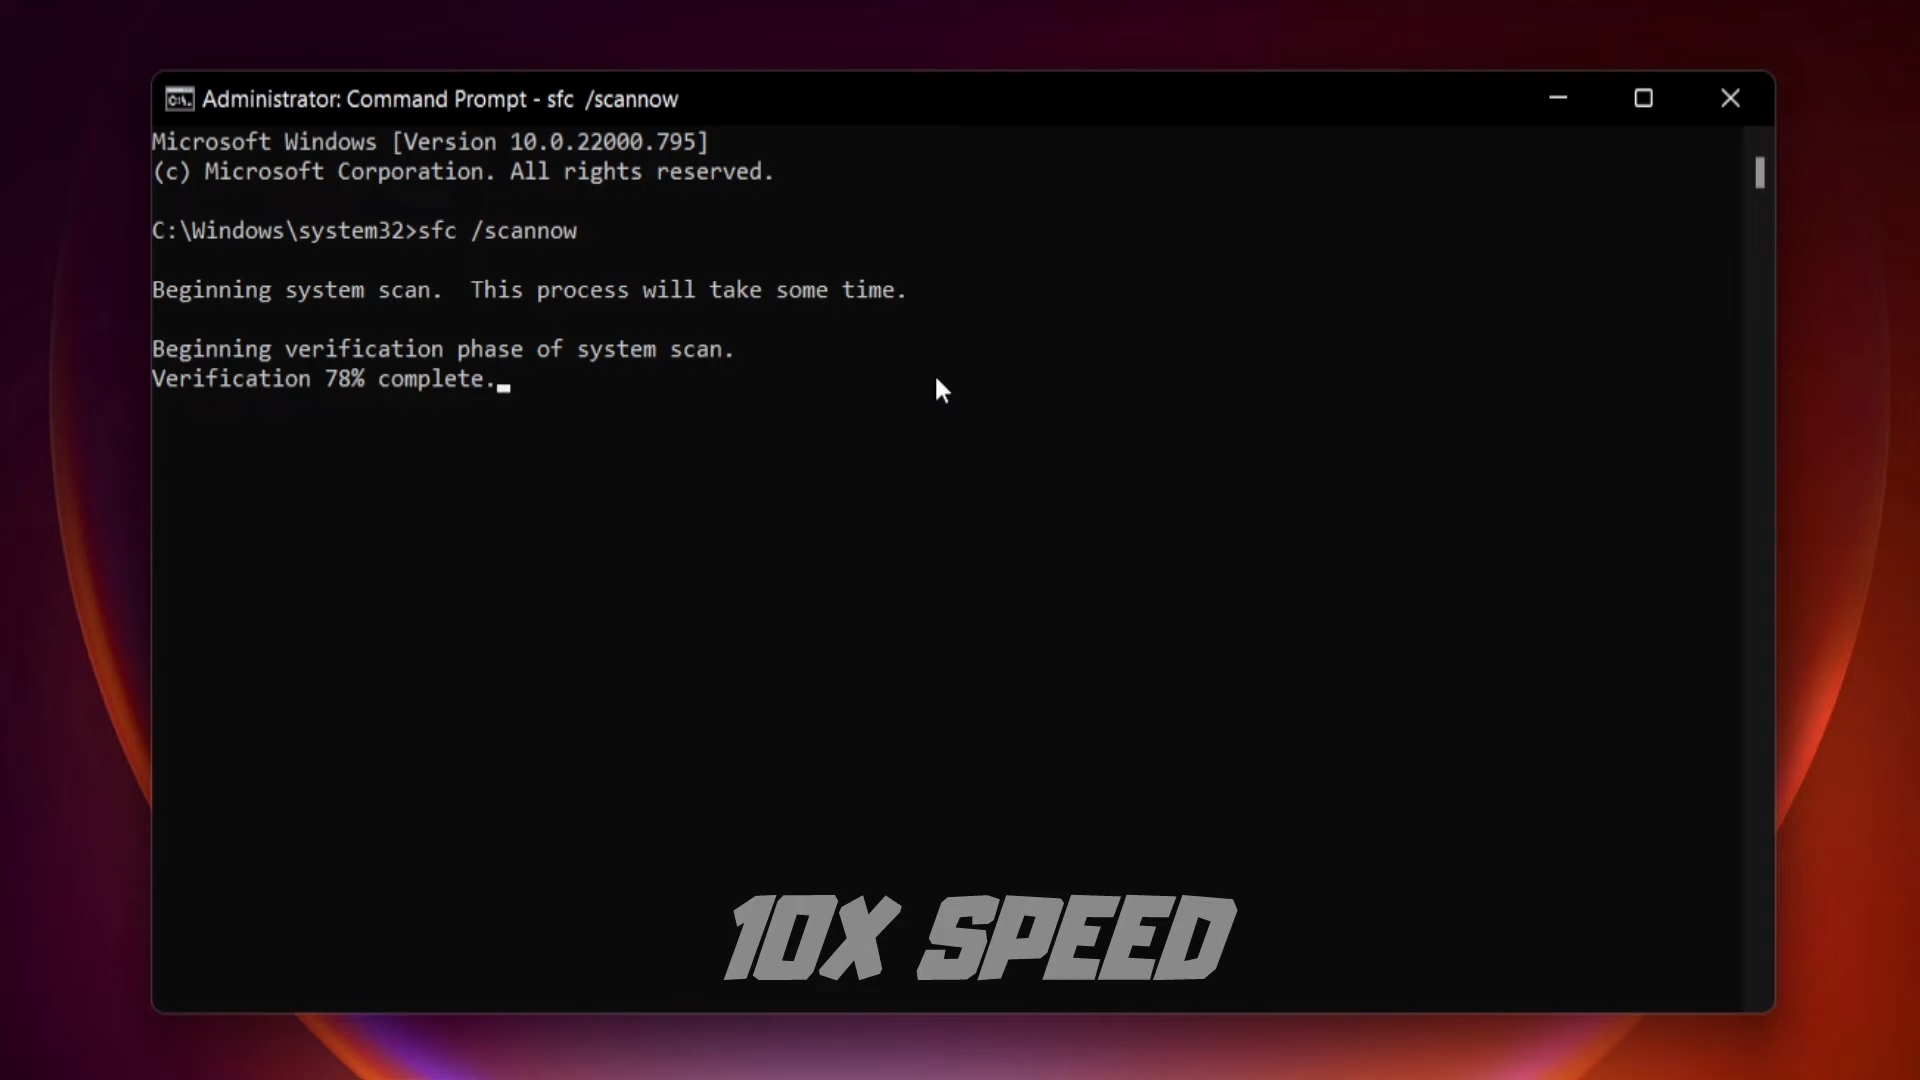 Administrator: Command Prompt - sfc  /scannow
Microsoft Windows [Version 10.0.22000.795]
(c) Microsoft Corporation. All rights reserved.
C:\Windows\system32>sfc /scannow
Beginning system scan.  This process will take some time.
Beginning verification phase of system scan.
Verification 78% complete.
10X SPEED